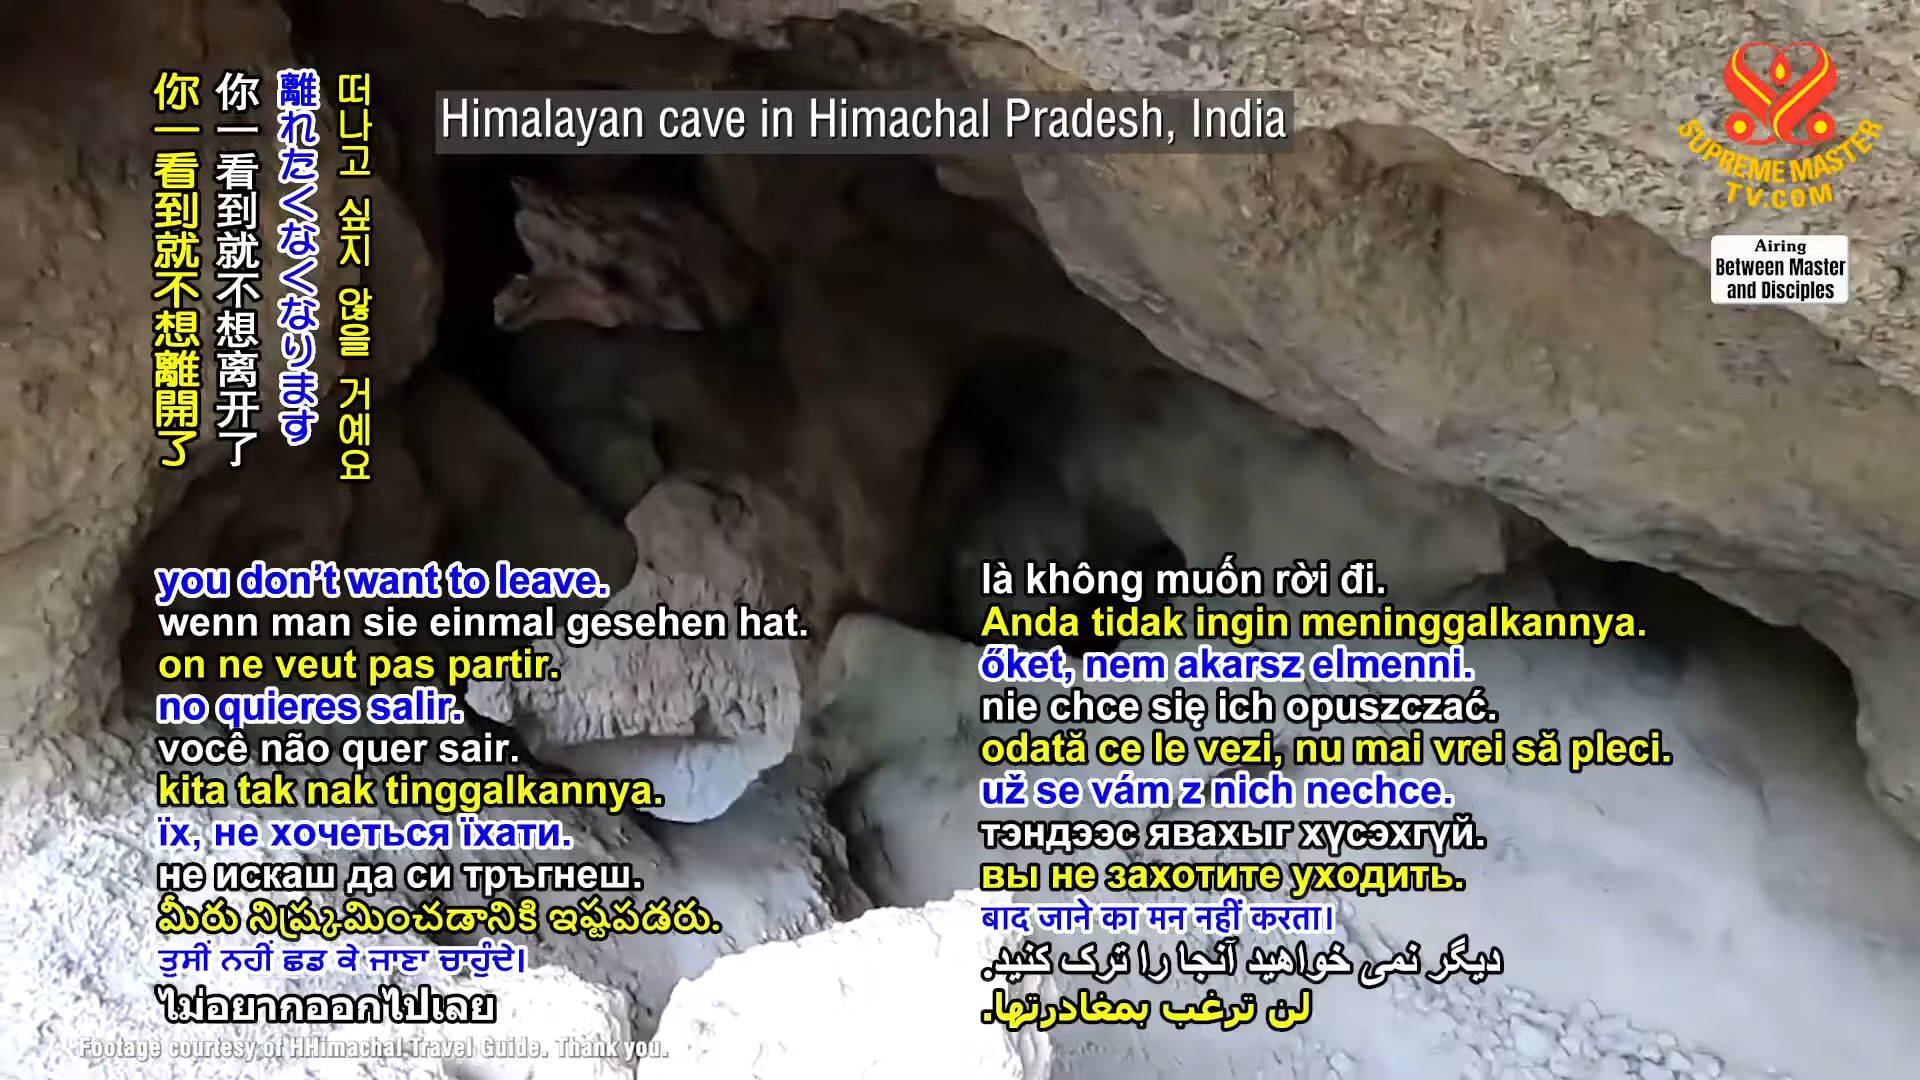 떠나고 싶지 않을 거예요
離れたくなくなります
你一看到就不想离开了
你一看到就不想離開了
Himalayan cave in Himachal Pradesh, India
SUPREME MASTER
TV.COM
Airing
Between Master
and Disciples
you don’t want to leave.
wenn man sie einmal gesehen hat.
on ne veut pas partir.
no quieres salir.
você não quer sair.
kita tak nak tinggalkannya.
їх, не хочеться їхати.
не искаш да си тръгнеш.
మీరు నిష్క్రమించడానికి ఇష్టపడరు.
ਤੁਸੀਂ ਨਹੀਂ ਛਡ ਕੇ ਜਾਣਾ ਚਾਹੁੰਦੇ।
ไม่อยากออกไปเลย
là không muốn rời đi.
Anda tidak ingin meninggalkannya.
őket, nem akarsz elmenni.
nie chce się ich opuszczać.
odată ce le vezi, nu mai vrei să pleci.
už se vám z nich nechce.
тэндээс явахыг хүсэхгүй.
вы не захотите уходить.
बाद जाने का मन नहीं करता।
دیگر نمی خواهید آنجا را ترک کنید.
لن ترغب بمغادرتها.
Footage courtesy of HHimachal Travel Guide. Thank you.